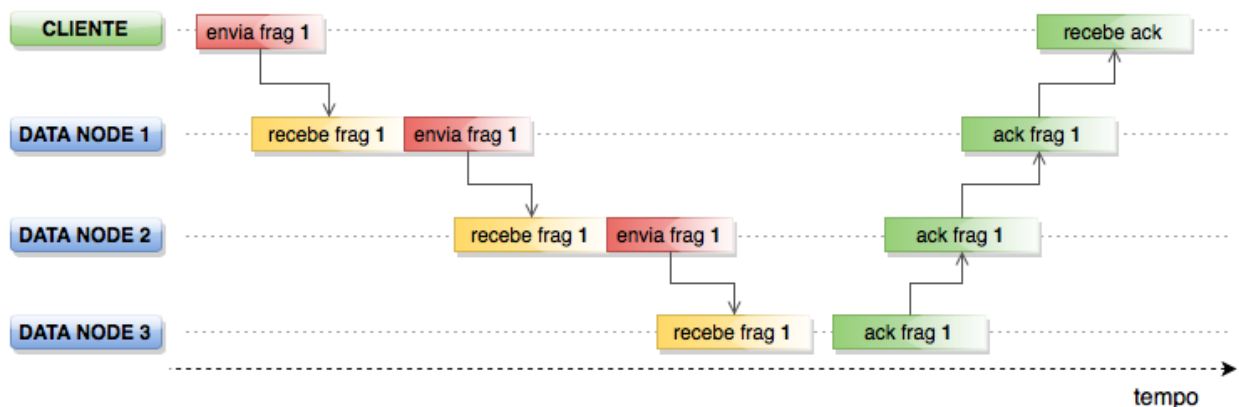 CLIENTE envia frag 1 recebe ack
DATA NODE 1 recebe frag 1 envia frag 1 ack frag 1
DATA NODE 2 recebe frag 1 envia frag 1 ack frag 1
DATA NODE 3 recebe frag 1 ack frag 1
tempo